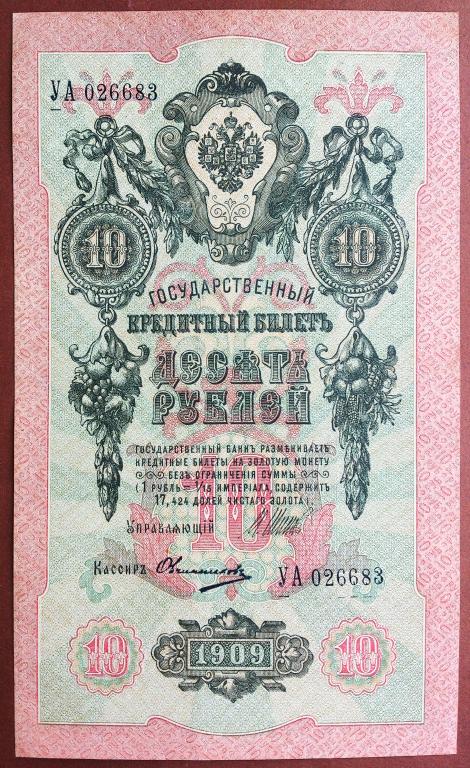 УА 026683
10 10
ГОСУДАРСТВЕННЫЙ
КРЕДИТНЫЙ БИЛЕТЪ
ДЕСЯТЬ
РУБЛЕЙ
ГОСУДАРСТВЕННЫЙ БАНКЪ РАЗМѢНИВАЕТЪ
КРЕДИТНЫЕ БИЛЕТЫ НА ЗОЛОТУЮ МОНЕТУ
БЕЗЪ ОГРАНИЧЕНІЯ СУММЫ
(1 РУБЛЬ = 1/15 ИМПЕРІАЛА, СОДЕРЖИТЪ
17,424 ДОЛЕЙ ЧИСТАГО ЗОЛОТА).
10
УПРАВЛЯЮЩІЙ И. Шипов
Кассиръ Овчинников
УА 026683
10 1909 10